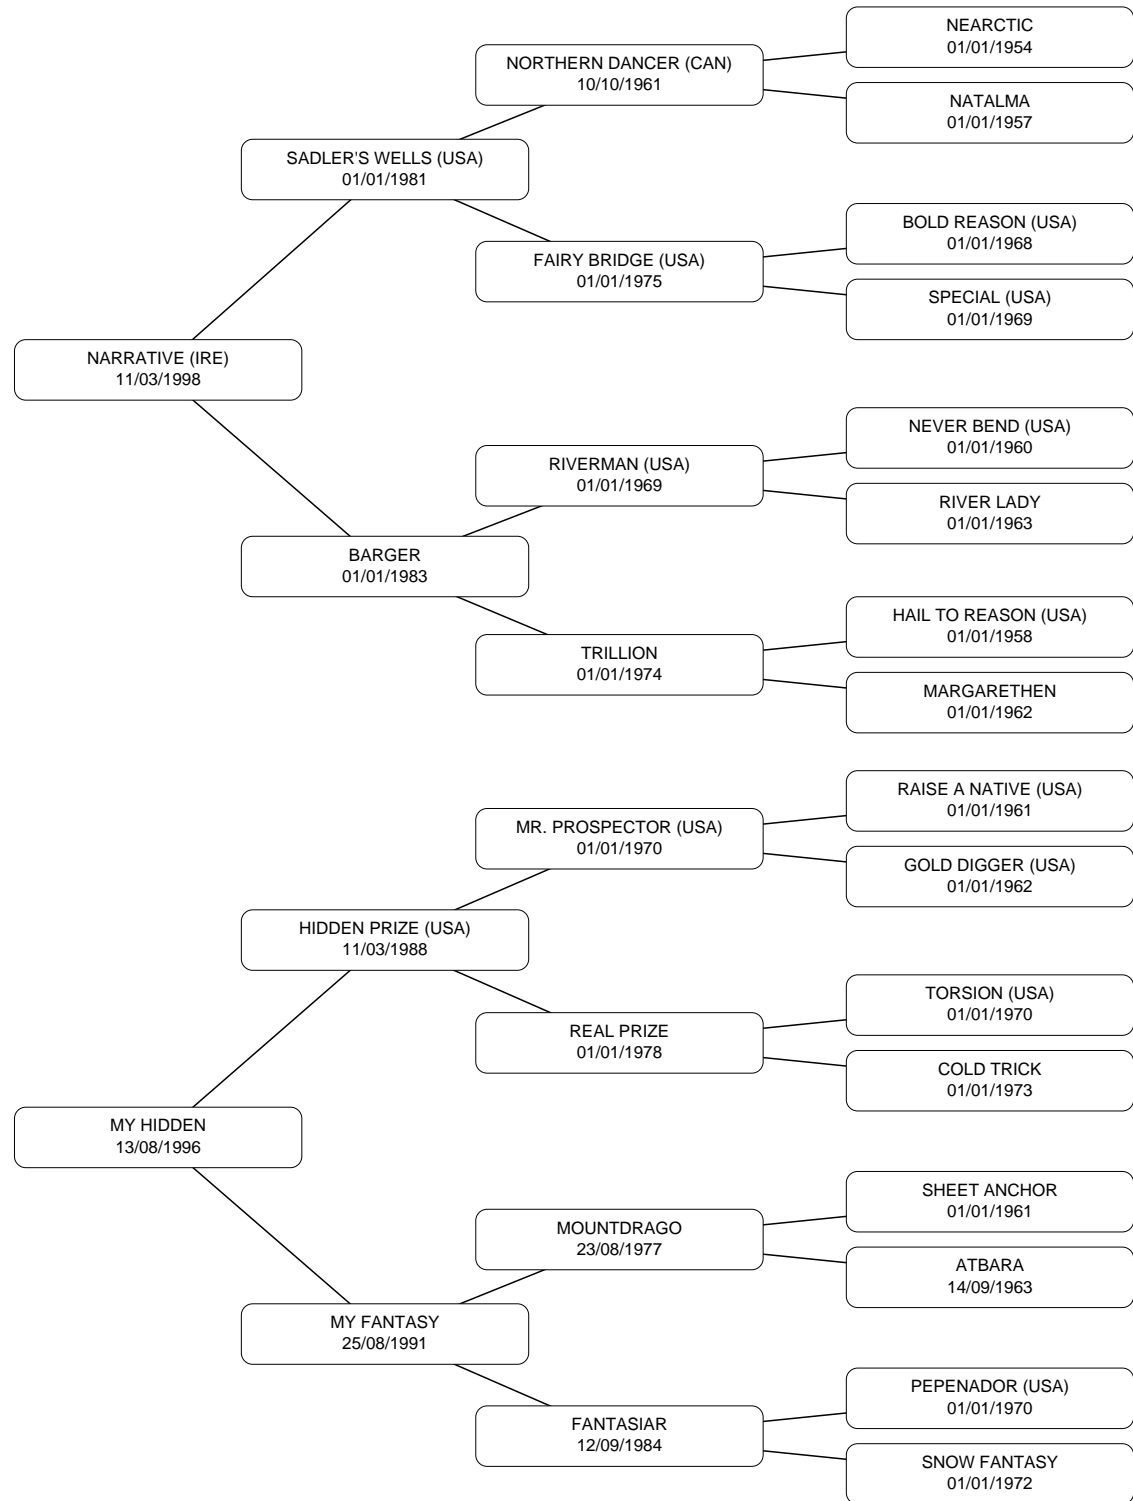 NEARCTIC
01/01/1954
NORTHERN DANCER (CAN)
10/10/1961
NATALMA
01/01/1957
SADLER'S WELLS (USA)
01/01/1981
BOLD REASON (USA)
01/01/1968
FAIRY BRIDGE (USA)
01/01/1975
SPECIAL (USA)
01/01/1969
NARRATIVE (IRE)
11/03/1998
NEVER BEND (USA)
01/01/1960
RIVERMAN (USA)
01/01/1969
RIVER LADY
01/01/1963
BARGER
01/01/1983
HAIL TO REASON (USA)
01/01/1958
TRILLION
01/01/1974
MARGARETHEN
01/01/1962
RAISE A NATIVE (USA)
01/01/1961
MR. PROSPECTOR (USA)
01/01/1970
GOLD DIGGER (USA)
01/01/1962
HIDDEN PRIZE (USA)
11/03/1988
TORSION (USA)
01/01/1970
REAL PRIZE
01/01/1978
COLD TRICK
01/01/1973
MY HIDDEN
13/08/1996
SHEET ANCHOR
01/01/1961
MOUNTDRAGO
23/08/1977
ATBARA
14/09/1963
MY FANTASY
25/08/1991
PEPENADOR (USA)
01/01/1970
FANTASIAR
12/09/1984
SNOW FANTASY
01/01/1972